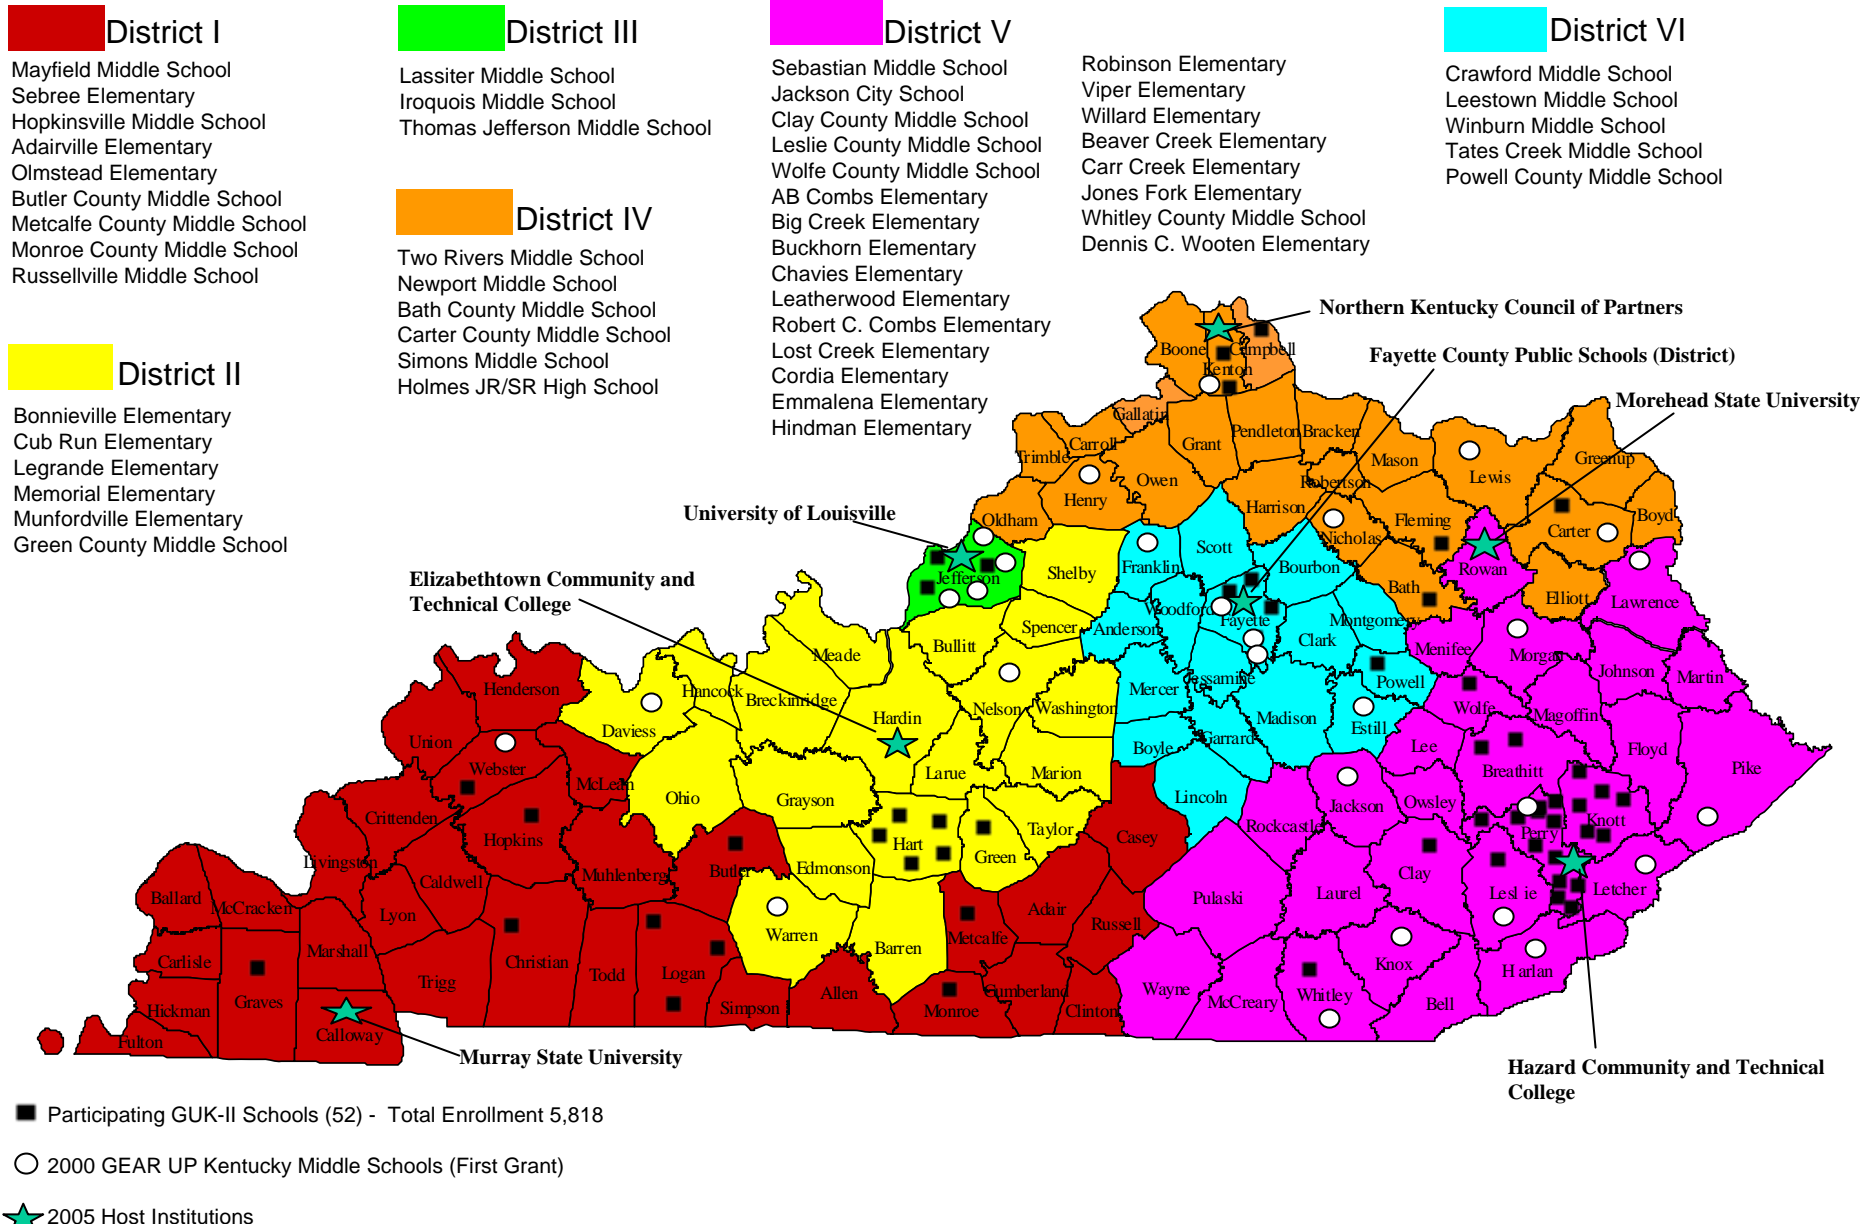 District I
Mayfield Middle School
Sebree Elementary
Hopkinsville Middle School
Adairville Elementary
Olmstead Elementary
Butler County Middle School
Metcalfe County Middle School
Monroe County Middle School
Russellville Middle School
District II
Bonnieville Elementary
Cub Run Elementary
Legrande Elementary
Memorial Elementary
Munfordville Elementary
Green County Middle School
District III
Lassiter Middle School
Iroquois Middle School
Thomas Jefferson Middle School
District IV
Two Rivers Middle School
Newport Middle School
Bath County Middle School
Carter County Middle School
Simons Middle School
Holmes JR/SR High School
District V
Sebastian Middle School
Jackson City School
Clay County Middle School
Leslie County Middle School
Wolfe County Middle School
AB Combs Elementary
Big Creek Elementary
Buckhorn Elementary
Chavies Elementary
Leatherwood Elementary
Robert C. Combs Elementary
Lost Creek Elementary
Cordia Elementary
Emmalena Elementary
Hindman Elementary
Robinson Elementary
Viper Elementary
Willard Elementary
Beaver Creek Elementary
Carr Creek Elementary
Jones Fork Elementary
Whitley County Middle School
Dennis C. Wooten Elementary
District VI
Crawford Middle School
Leestown Middle School
Winburn Middle School
Tates Creek Middle School
Powell County Middle School
Northern Kentucky Council of Partners
Fayette County Public Schools (District)
Morehead State University
University of Louisville
Elizabethtown Community and
Technical College
Murray State University
Hazard Community and Technical
College
Boone
Campbell
Kenton
Gallatin
Carroll
Grant
Pendleton
Bracken
Trimble
Owen
Mason
Lewis
Greenup
Henry
Robertson
Harrison
Oldham
Fleming
Carter
Boyd
Nicholas
Jefferson
Shelby
Franklin
Scott
Bourbon
Rowan
Bath
Elliott
Lawrence
Woodford
Fayette
Montgomery
Spencer
Anderson
Clark
Bullitt
Menifee
Morgan
Meade
Johnson
Martin
Henderson
Hancock
Breckinridge
Nelson
Washington
Mercer
Jessamine
Powell
Wolfe
Magoffin
Hardin
Madison
Estill
Daviess
Union
Boyle
Garrard
Lee
Floyd
Pike
Webster
McLean
Larue
Marion
Breathitt
Ohio
Grayson
Lincoln
Jackson
Owsley
Crittenden
Hopkins
Taylor
Casey
Rockcastle
Perry
Knott
Hart
Green
Livingston
Caldwell
Muhlenberg
Butler
Edmonson
Clay
Leslie
Letcher
Ballard
McCracken
Lyon
Pulaski
Laurel
Adair
Russell
Warren
Barren
Metcalfe
Marshall
Carlisle
Christian
Todd
Logan
Trigg
Knox
Harlan
Wayne
McCreary
Whitley
Bell
Hickman
Graves
Simpson
Allen
Monroe
Cumberland
Clinton
Fulton
Calloway
Participating GUK-II Schools (52) - Total Enrollment 5,818
2000 GEAR UP Kentucky Middle Schools (First Grant)
2005 Host Institutions